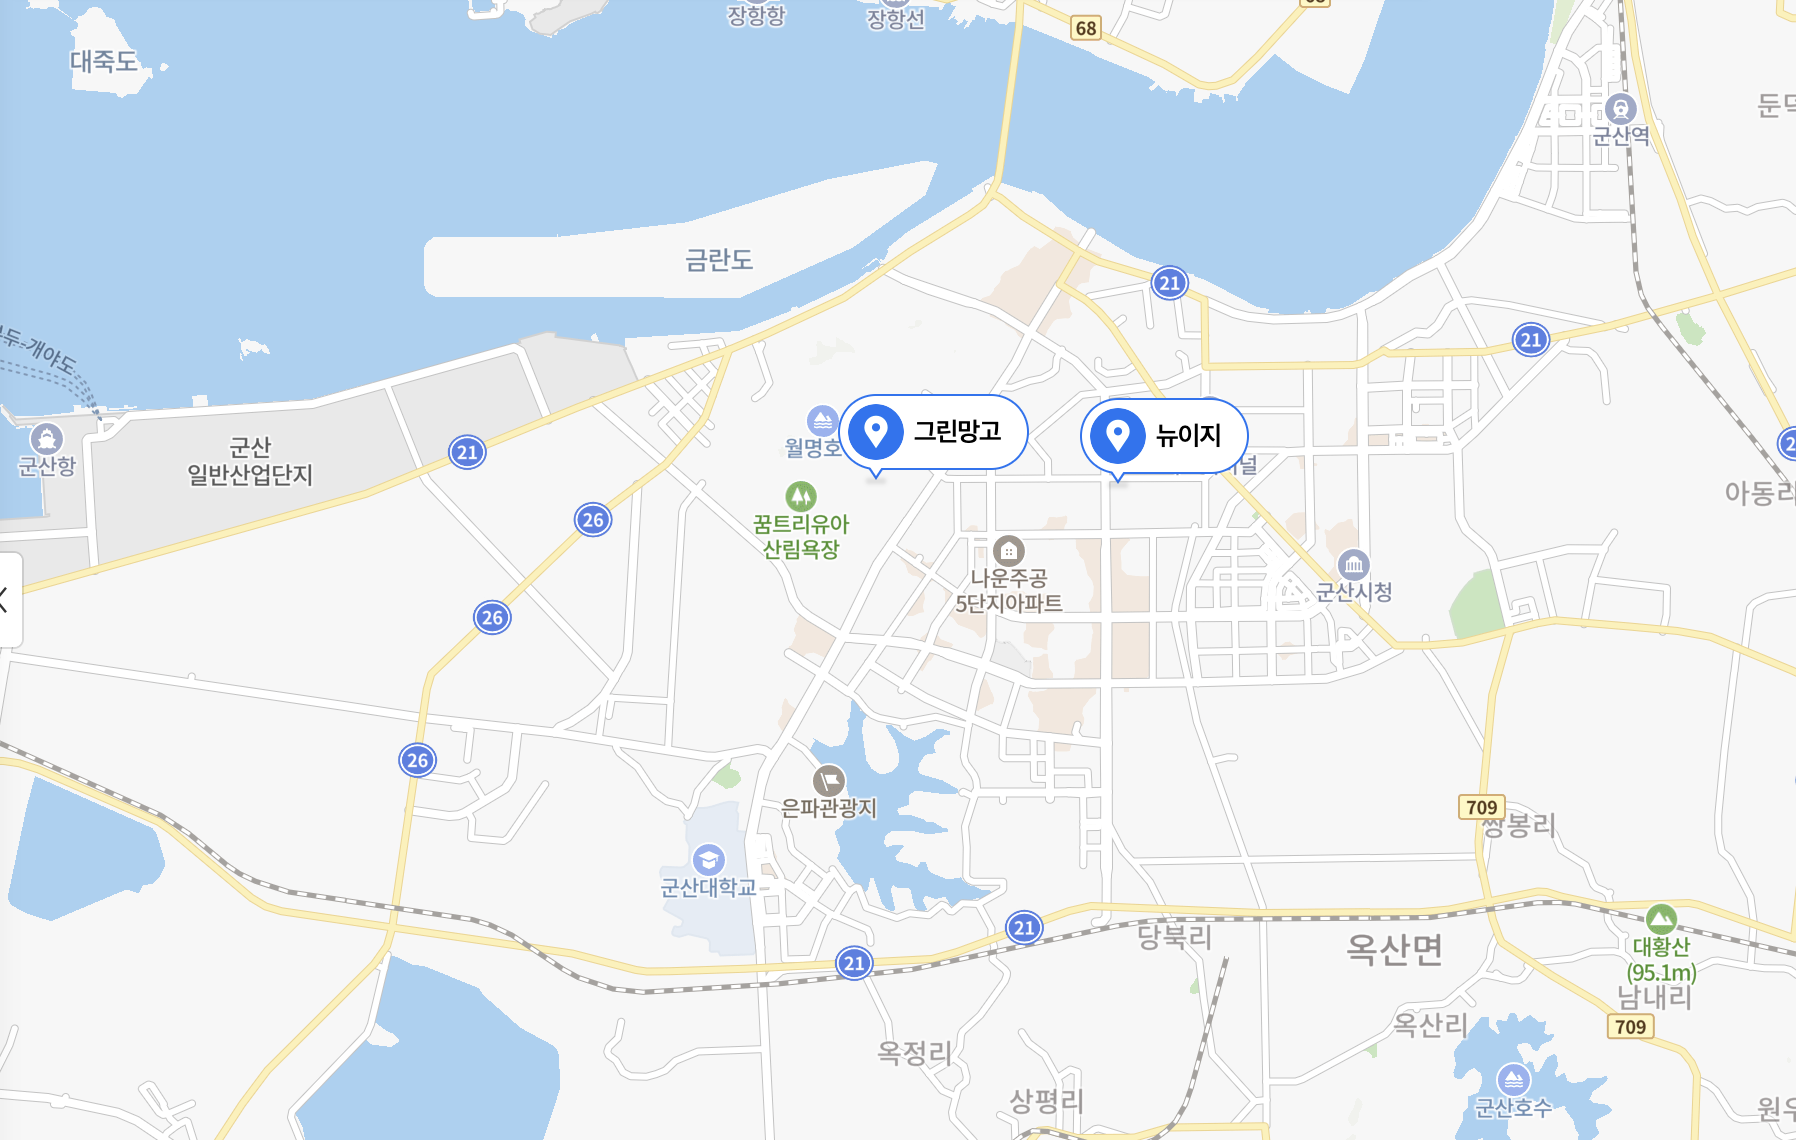 장항항
장항선
68
대죽도
군산역
금란도
21
21
군산
일반산업단지
군산항
21
월명호
그린망고
뉴이지
아동리
꿈트리유아
산림욕장
26
나운주공
5단지아파트
군산시청
26
26
은파관광지
709
쌍봉리
군산대학교
21
21
당북리
옥산면
대황산
(95.1m)
남내리
709
옥산리
옥정리
상평리
군산호수